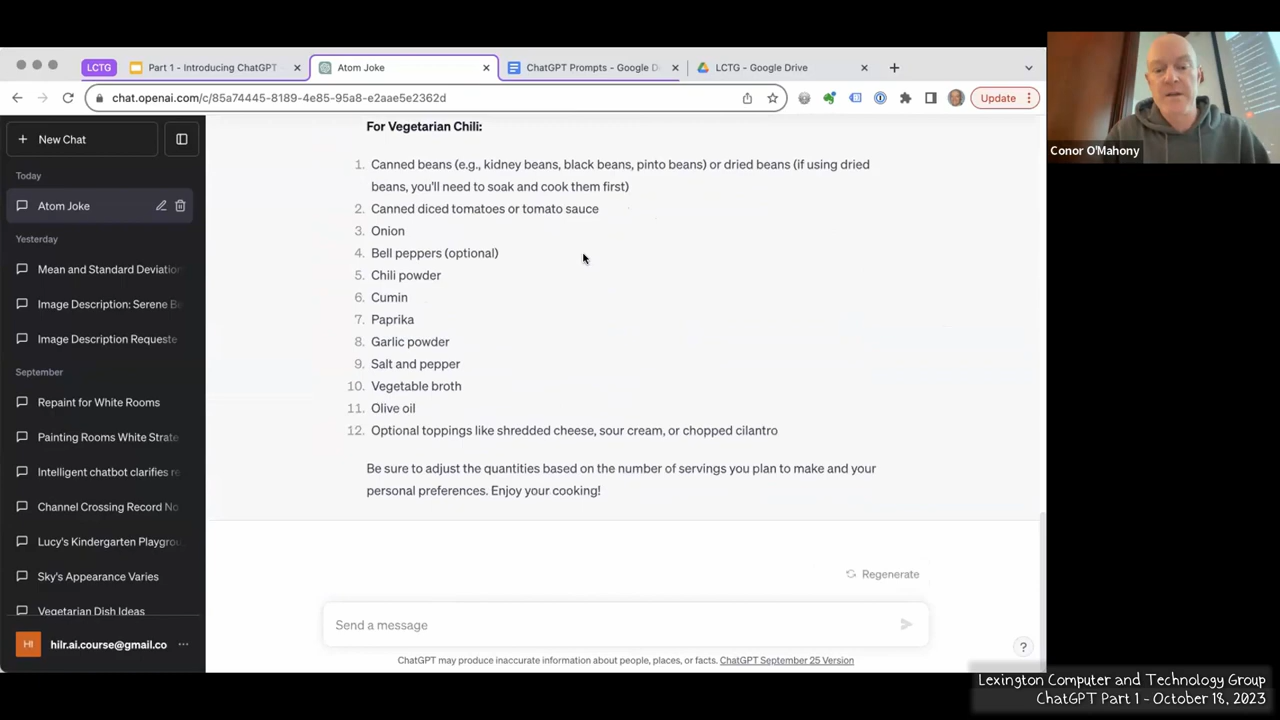 LCTG
Part 1 - Introducing ChatGPT
Atom Joke
ChatGPT Prompts - Google D
LCTG - Google Drive
chat.openai.com/c/85a74445-8189-4e85-95a8-e2aae5e2362d
Update
Conor O'Mahony
New Chat
Today
Atom Joke
Yesterday
Mean and Standard Deviation
Image Description: Serene Be
Image Description Requeste
September
Repaint for White Rooms
Painting Rooms White Strate
Intelligent chatbot clarifies re
Channel Crossing Record No
Lucy's Kindergarten Playgrou
Sky's Appearance Varies
Vegetarian Dish Ideas
HI
hilr.ai.course@gmail.co
For Vegetarian Chili:
1. Canned beans (e.g., kidney beans, black beans, pinto beans) or dried beans (if using dried
beans, you'll need to soak and cook them first)
2. Canned diced tomatoes or tomato sauce
3. Onion
4. Bell peppers (optional)
5. Chili powder
6. Cumin
7. Paprika
8. Garlic powder
9. Salt and pepper
10. Vegetable broth
11. Olive oil
12. Optional toppings like shredded cheese, sour cream, or chopped cilantro
Be sure to adjust the quantities based on the number of servings you plan to make and your
personal preferences. Enjoy your cooking!
Regenerate
Send a message
ChatGPT may produce inaccurate information about people, places, or facts. ChatGPT September 25 Version
?
Lexington Computer and Technology Group
ChatGPT Part 1 - October 18, 2023